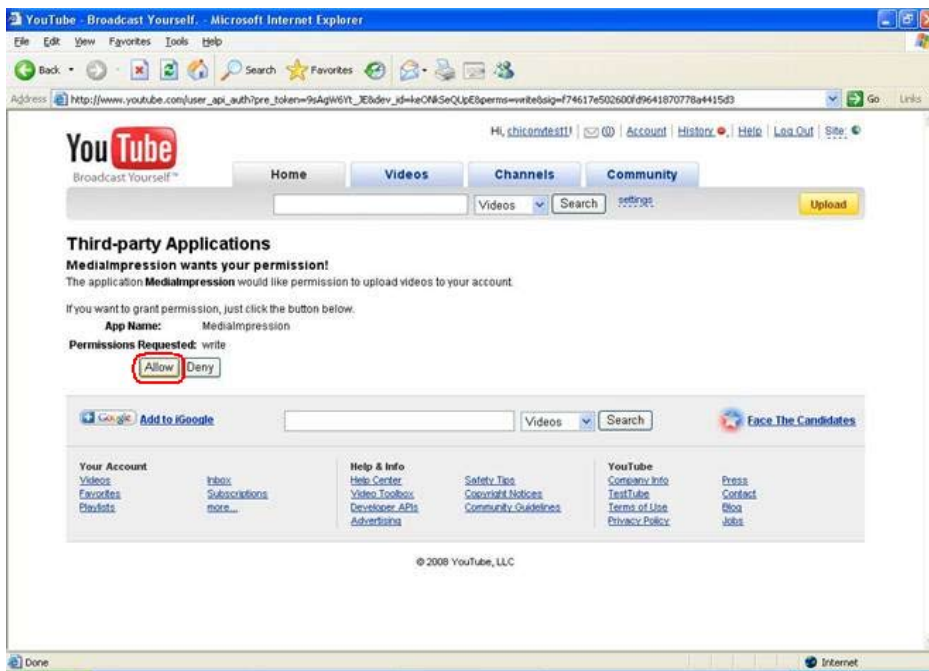 YouTube - Broadcast Yourself. - Microsoft Internet Explorer
File Edit View Favorites Tools Help
Back Search Favorites
Address http://www.youtube.com/user_api_auth?pre_token=9sAgW6Yt_JE&dev_id=keONkSeQUpE&perms=write&sig=f74617e502600fd9641870778a4415d3 Go Links
Hi, chicomtest1! (0) Account History Help Log Out Site:
YouTube
Broadcast Yourself™
Home Videos Channels Community
Videos Search settings Upload
Third-party Applications
MediaImpression wants your permission!
The application MediaImpression would like permission to upload videos to your account.
If you want to grant permission, just click the button below.
App Name: MediaImpression
Permissions Requested: write
Allow Deny
Google Add to iGoogle Videos Search Face The Candidates
Your Account Help & Info YouTube
Videos Inbox Help Center Safety Tips Company Info Press
Favorites Subscriptions Video Toolbox Copyright Notices TestTube Contact
Playlists more... Developer APIs Community Guidelines Terms of Use Blog
Advertising Privacy Policy Jobs
© 2008 YouTube, LLC
Done Internet